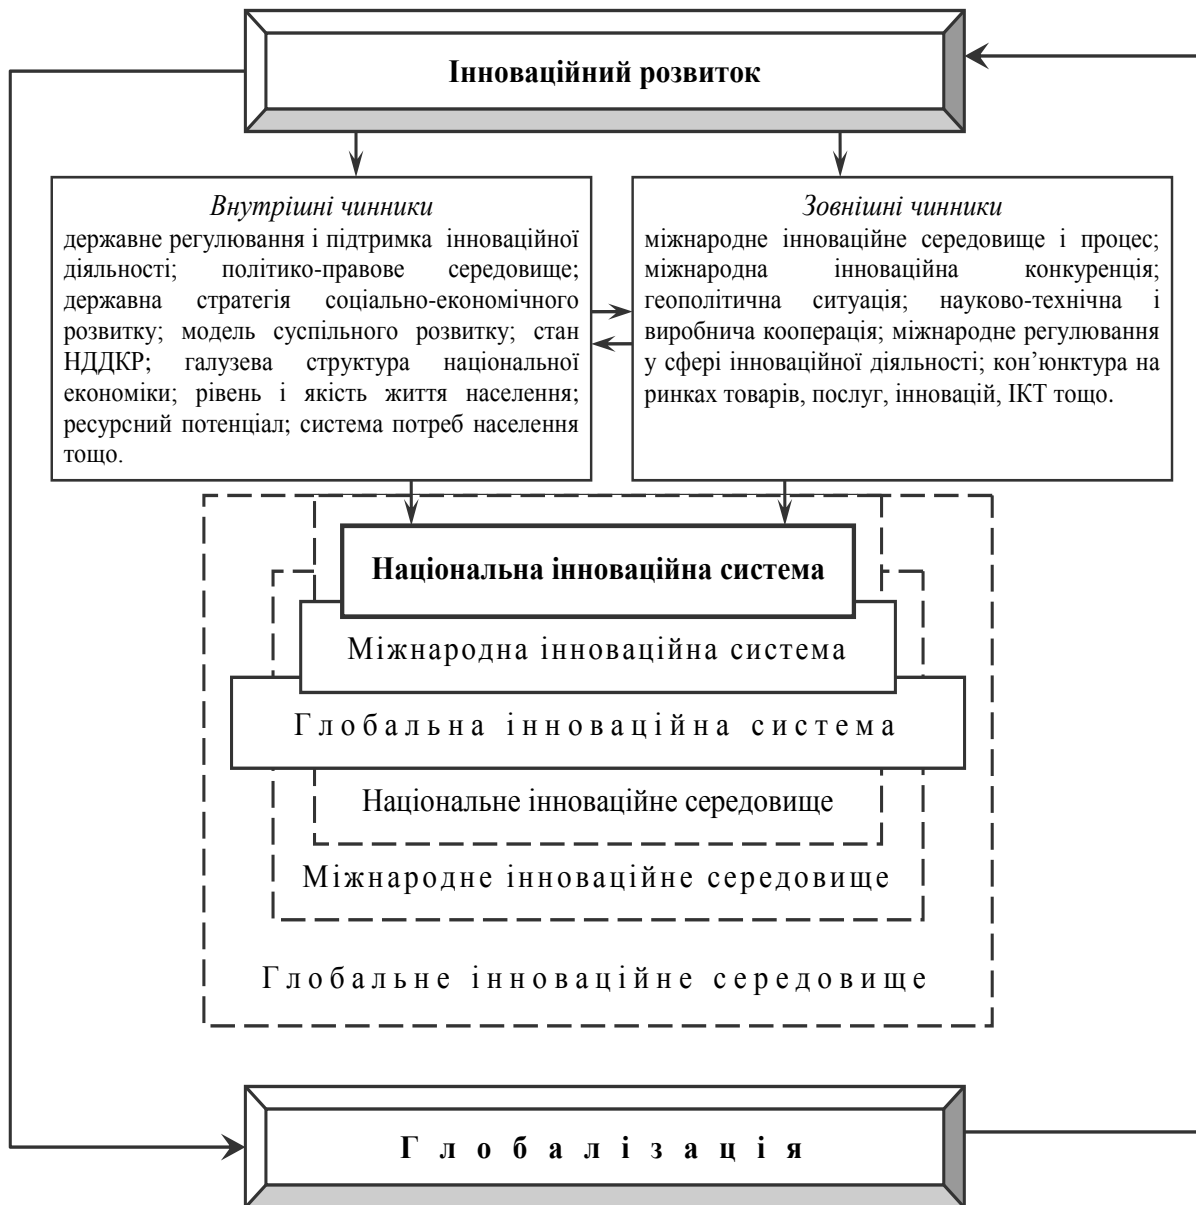 Інноваційний розвиток
Внутрішні чинники
державне регулювання і підтримка інноваційної
діяльності; політико-правове середовище;
державна стратегія соціально-економічного
розвитку; модель суспільного розвитку; стан
НДДКР; галузева структура національної
економіки; рівень і якість життя населення;
ресурсний потенціал; система потреб населення
тощо.
Зовнішні чинники
міжнародне інноваційне середовище і процес;
міжнародна інноваційна конкуренція;
геополітична ситуація; науково-технічна і
виробнича кооперація; міжнародне регулювання
у сфері інноваційної діяльності; кон’юнктура на
ринках товарів, послуг, інновацій, ІКТ тощо.
Національна інноваційна система
Міжнародна інноваційна система
Глобальна інноваційна система
Національне інноваційне середовище
Міжнародне інноваційне середовище
Глобальне інноваційне середовище
Глобалізація